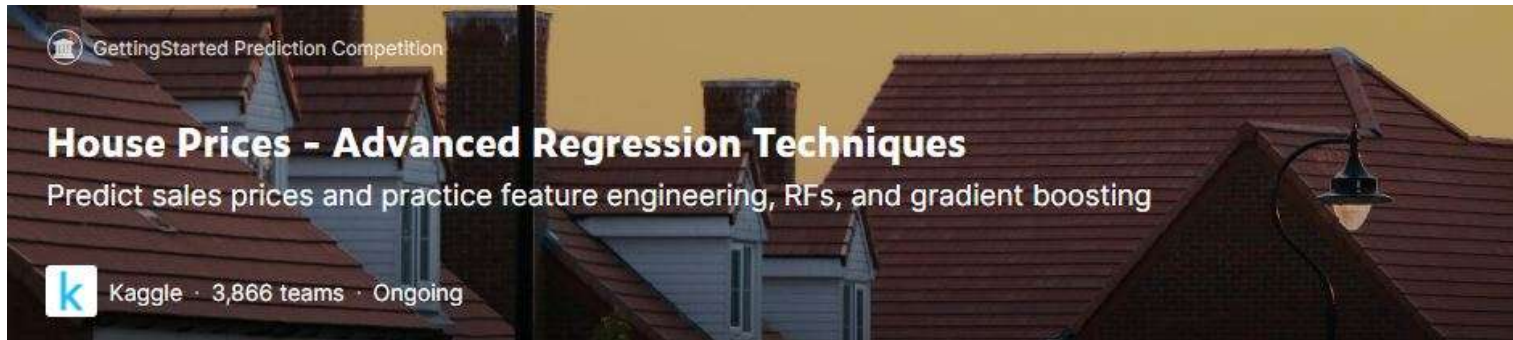 GettingStarted Prediction Competition
House Prices - Advanced Regression Techniques
Predict sales prices and practice feature engineering, RFs, and gradient boosting
k Kaggle · 3,866 teams · Ongoing